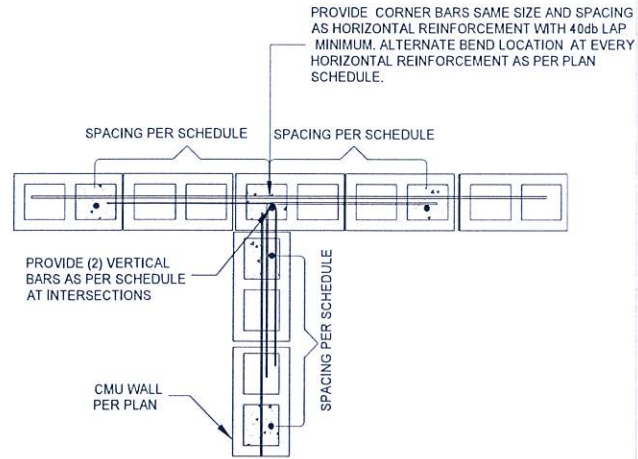 PROVIDE CORNER BARS SAME SIZE AND SPACING
AS HORIZONTAL REINFORCEMENT WITH 40db LAP
MINIMUM. ALTERNATE BEND LOCATION AT EVERY
HORIZONTAL REINFORCEMENT AS PER PLAN
SCHEDULE.
SPACING PER SCHEDULE
SPACING PER SCHEDULE
PROVIDE (2) VERTICAL
BARS AS PER SCHEDULE
AT INTERSECTIONS
SPACING PER SCHEDULE
CMU WALL
PER PLAN